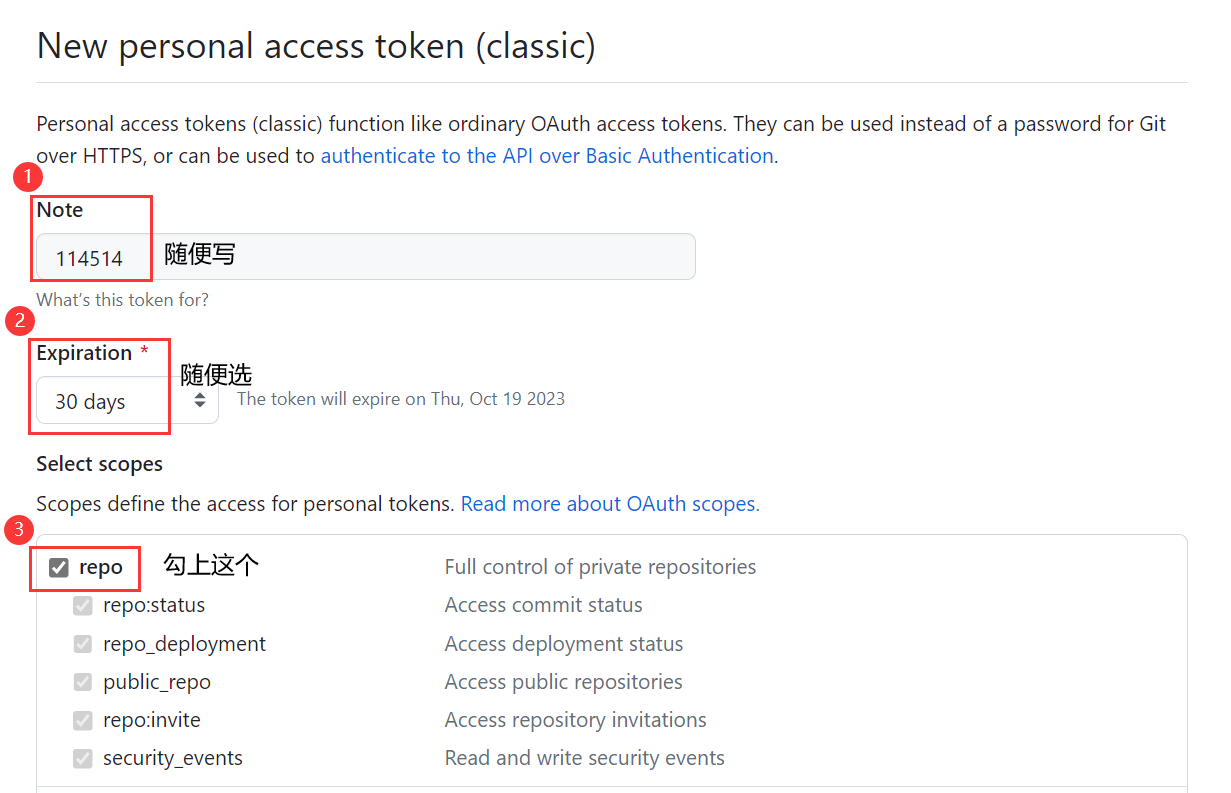 New personal access token (classic)
Personal access tokens (classic) function like ordinary OAuth access tokens. They can be used instead of a password for Git
over HTTPS, or can be used to authenticate to the API over Basic Authentication.
1
Note
114514 随便写
What's this token for?
2
Expiration *
随便选
30 days The token will expire on Thu, Oct 19 2023
Select scopes
Scopes define the access for personal tokens. Read more about OAuth scopes.
3
repo 勾上这个 Full control of private repositories
repo:status Access commit status
repo_deployment Access deployment status
public_repo Access public repositories
repo:invite Access repository invitations
security_events Read and write security events